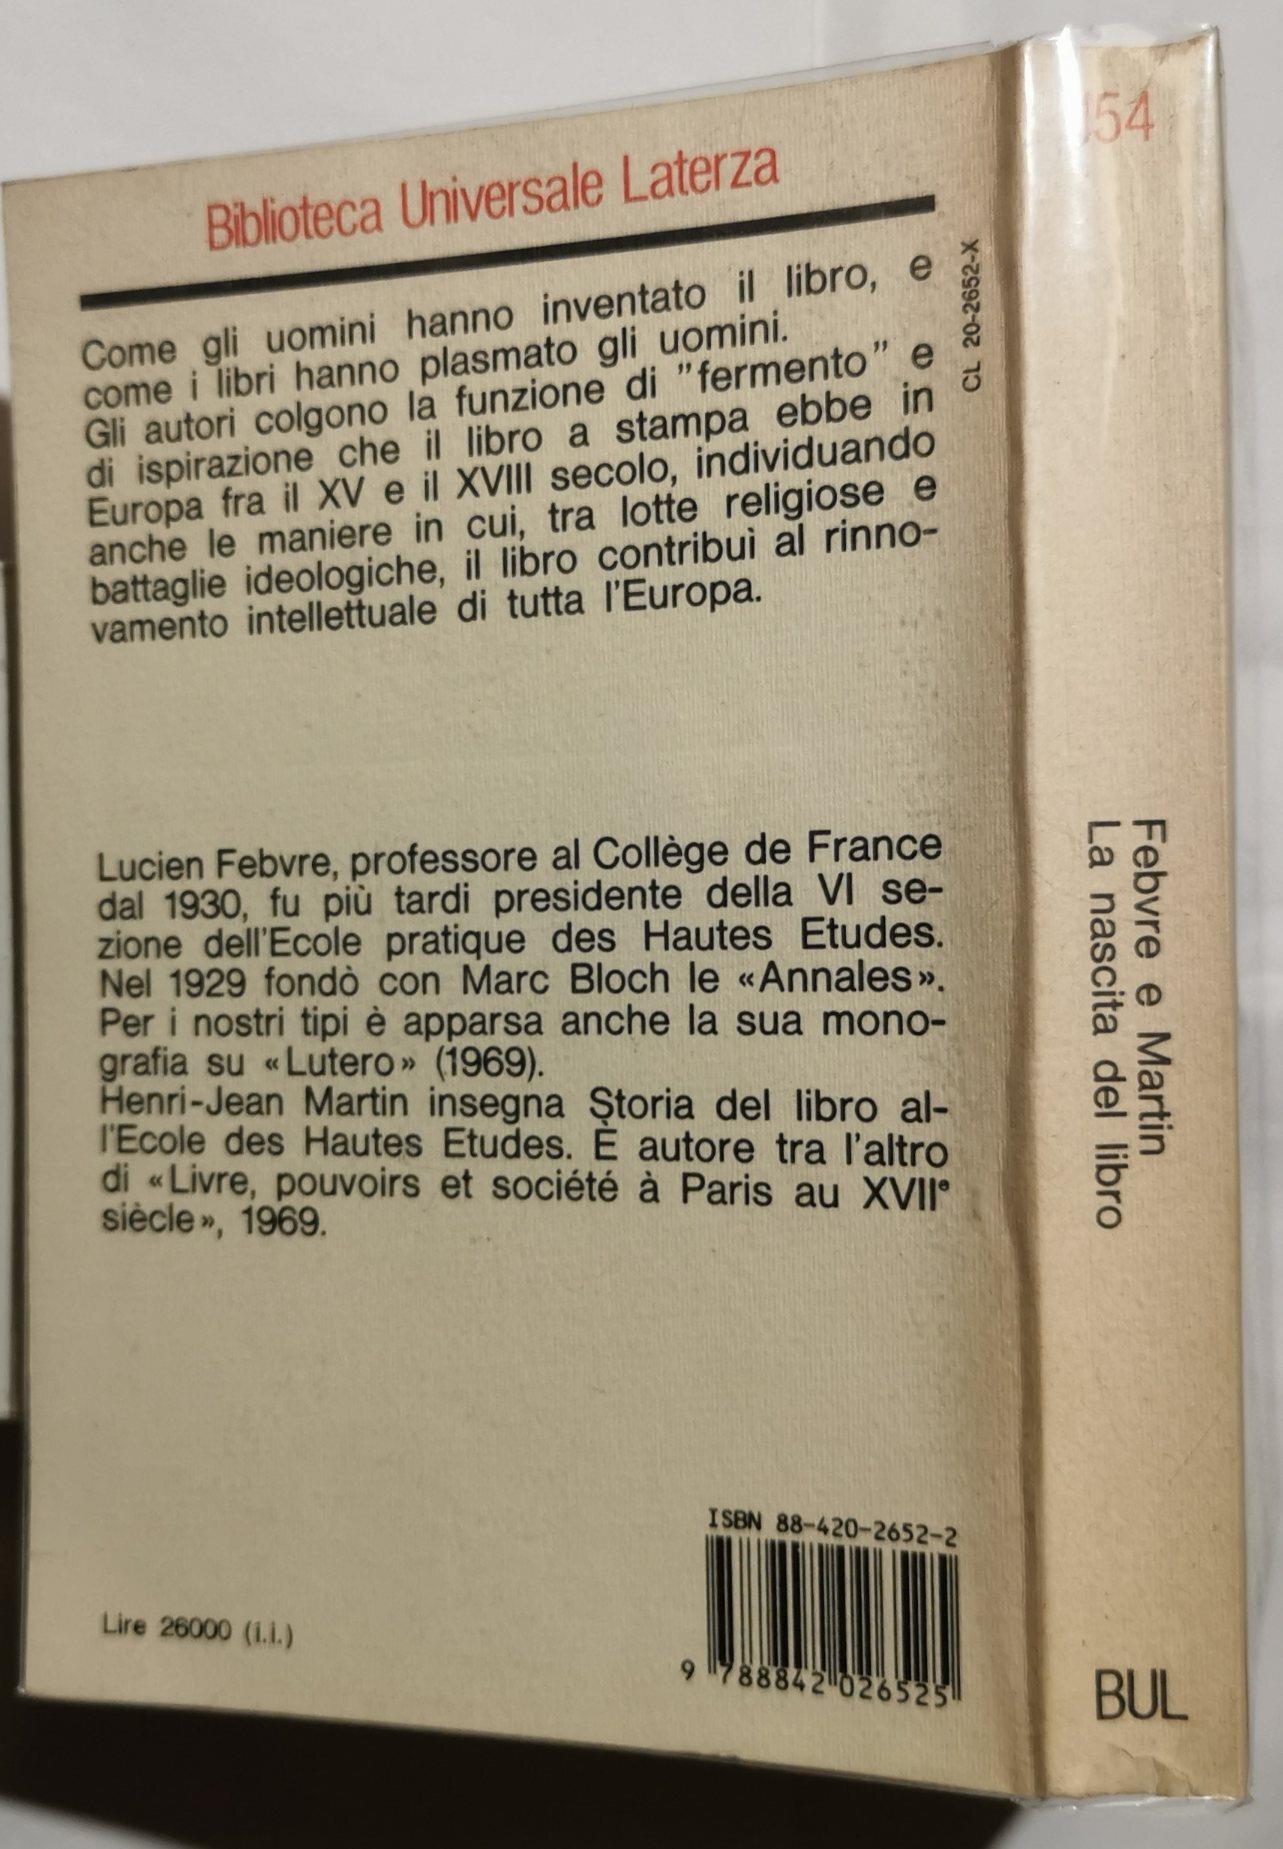 Biblioteca Universale Laterza
Come gli uomini hanno inventato il libro, e
come i libri hanno plasmato gli uomini.
Gli autori colgono la funzione di "fermento" e
di ispirazione che il libro a stampa ebbe in
Europa fra il XV e il XVIII secolo, individuando
anche le maniere in cui, tra lotte religiose e
battaglie ideologiche, il libro contribuì al rinno-
vamento intellettuale di tutta l'Europa.
Lucien Febvre, professore al Collège de France
dal 1930, fu più tardi presidente della VI se-
zione dell'Ecole pratique des Hautes Etudes.
Nel 1929 fondò con Marc Bloch le «Annales».
Per i nostri tipi è apparsa anche la sua mono-
grafia su «Lutero» (1969).
Henri-Jean Martin insegna Storia del libro al-
l'Ecole des Hautes Etudes. È autore tra l'altro
di «Livre, pouvoirs et société à Paris au XVIIe
siècle», 1969.
Lire 26000 (i.i.)
ISBN 88-420-2652-2
9 788842 026525
CL 20-2652-X
Febvre e Martin
La nascita del libro
BUL